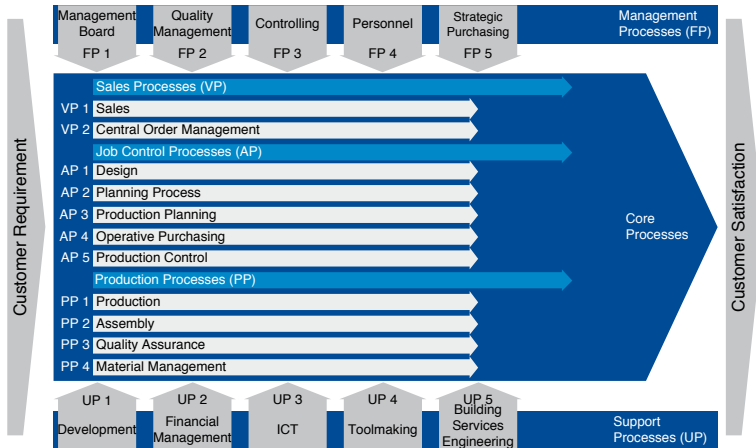 Management
Board
FP 1
Quality
Management
FP 2
Controlling
FP 3
Personnel
FP 4
Strategic
Purchasing
FP 5
Management
Processes (FP)
Customer Requirement
Sales Processes (VP)
VP 1 Sales
VP 2 Central Order Management
Job Control Processes (AP)
AP 1 Design
AP 2 Planning Process
AP 3 Production Planning
AP 4 Operative Purchasing
AP 5 Production Control
Production Processes (PP)
PP 1 Production
PP 2 Assembly
PP 3 Quality Assurance
PP 4 Material Management
Core
Processes
Customer Satisfaction
UP 1
Development
UP 2
Financial
Management
UP 3
ICT
UP 4
Toolmaking
UP 5
Building
Services
Engineering
Support
Processes (UP)